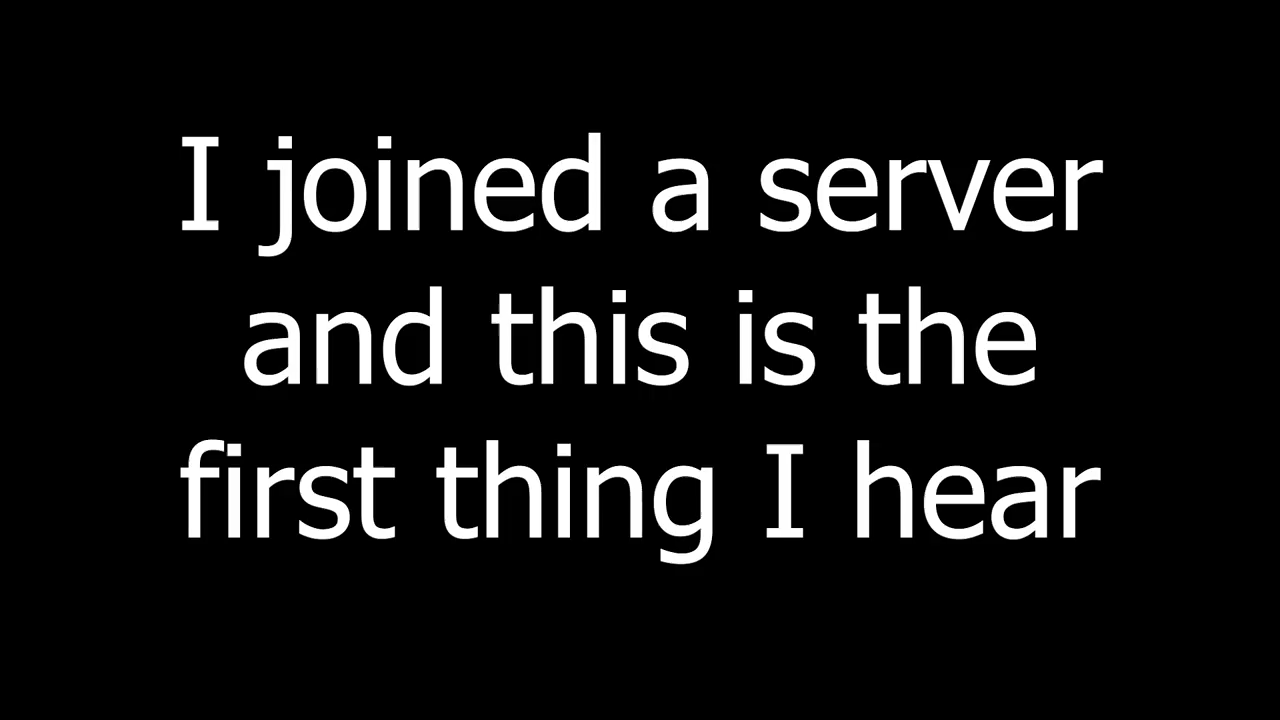 I joined a server
and this is the
first thing I hear